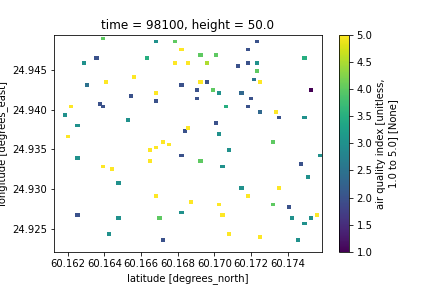 time = 98100, height = 50.0
24.945
24.940
24.935
24.930
24.925
longitude [degrees_east]
60.162 60.164 60.166 60.168 60.170 60.172 60.174
latitude [degrees_north]
5.0
4.5
4.0
3.5
3.0
2.5
2.0
1.5
1.0
air quality index [unitless,
1.0 to 5.0] [None]